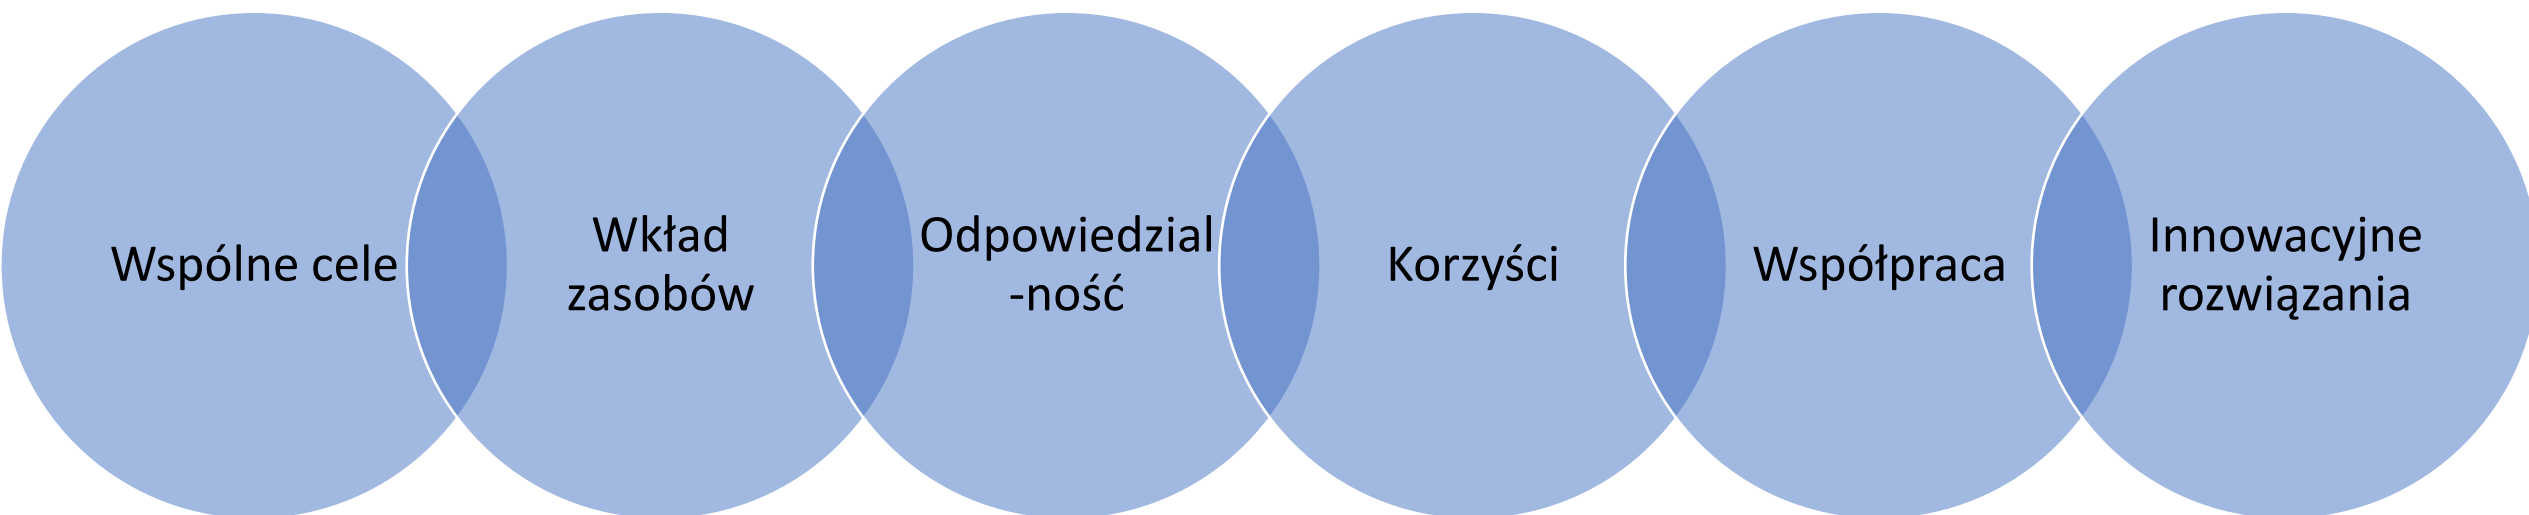 Wspólne cele
Wkład
zasobów
Odpowiedzial
-ność
Korzyści
Współpraca
Innowacyjne
rozwiązania